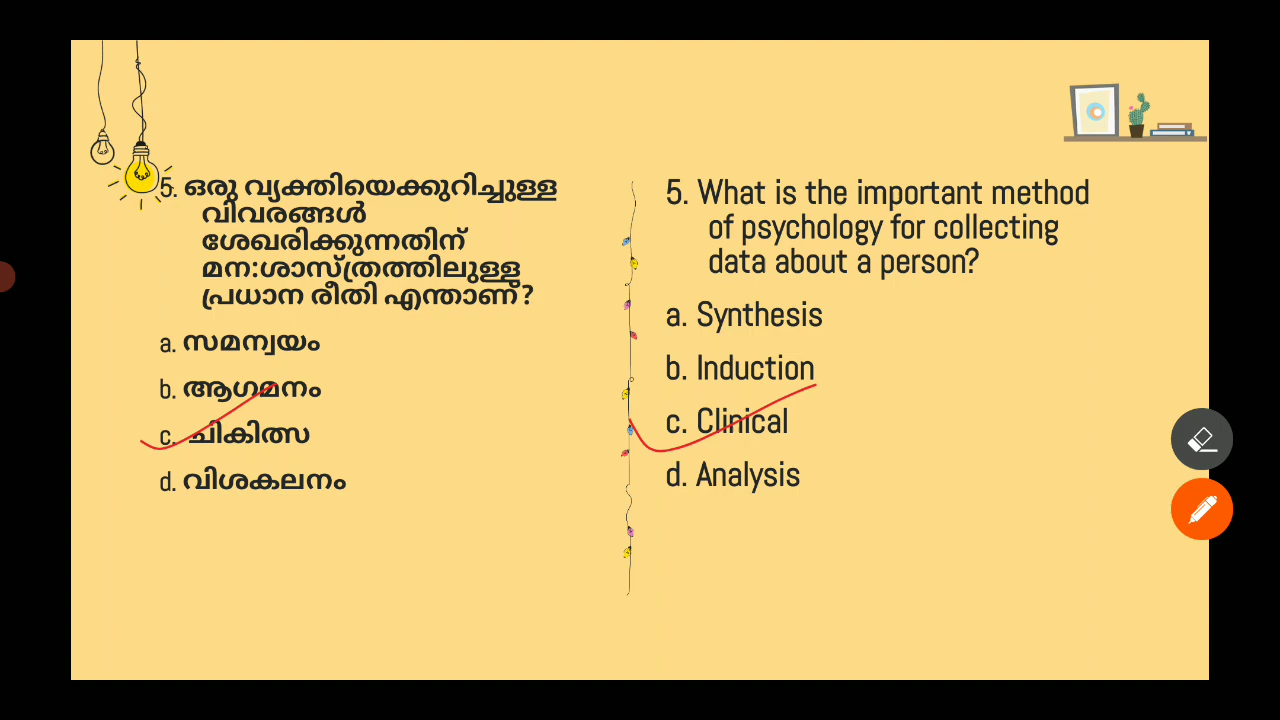 5. ഒരു വ്യക്തിയെക്കുറിച്ചുള്ള
വിവരങ്ങൾ
ശേഖരിക്കുന്നതിന്
മന:ശാസ്ത്രത്തിലുള്ള
പ്രധാന രീതി എന്താണ്?
a. സമന്വയം
b. ആഗമനം
c. ചികിത്സ
d. വിശകലനം
5. What is the important method
of psychology for collecting
data about a person?
a. Synthesis
b. Induction
c. Clinical
d. Analysis